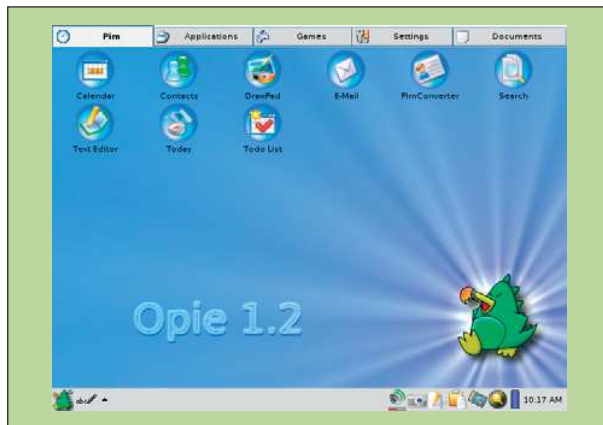 Pim Applications Games Settings Documents
Calendar Contacts DrawPad E-Mail PimConverter Search
Text Editor Today Todo List
Opie 1.2
abc 10:17 AM